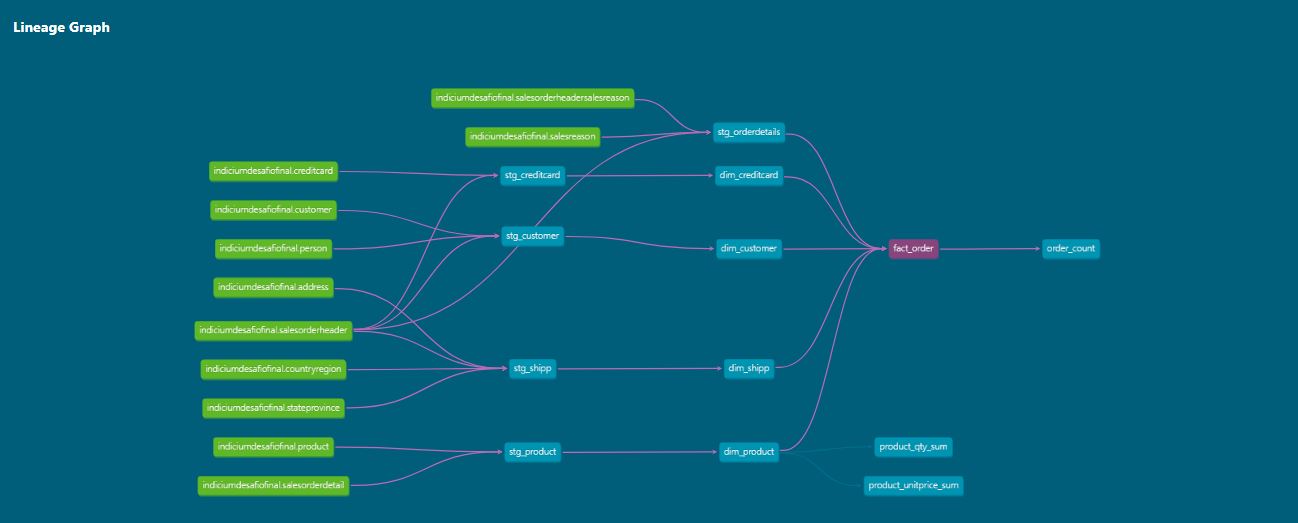 Lineage Graph
indiciumdesafiofinal.salesorderheadersalesreason
indiciumdesafiofinal.salesreason
stg_orderdetails
indiciumdesafiofinal.creditcard
stg_creditcard
dim_creditcard
indiciumdesafiofinal.customer
indiciumdesafiofinal.person
stg_customer
dim_customer
fact_order
order_count
indiciumdesafiofinal.address
indiciumdesafiofinal.salesorderheader
indiciumdesafiofinal.countryregion
stg_shipp
dim_shipp
indiciumdesafiofinal.stateprovince
indiciumdesafiofinal.product
stg_product
dim_product
product_qty_sum
indiciumdesafiofinal.salesorderdetail
product_unitprice_sum